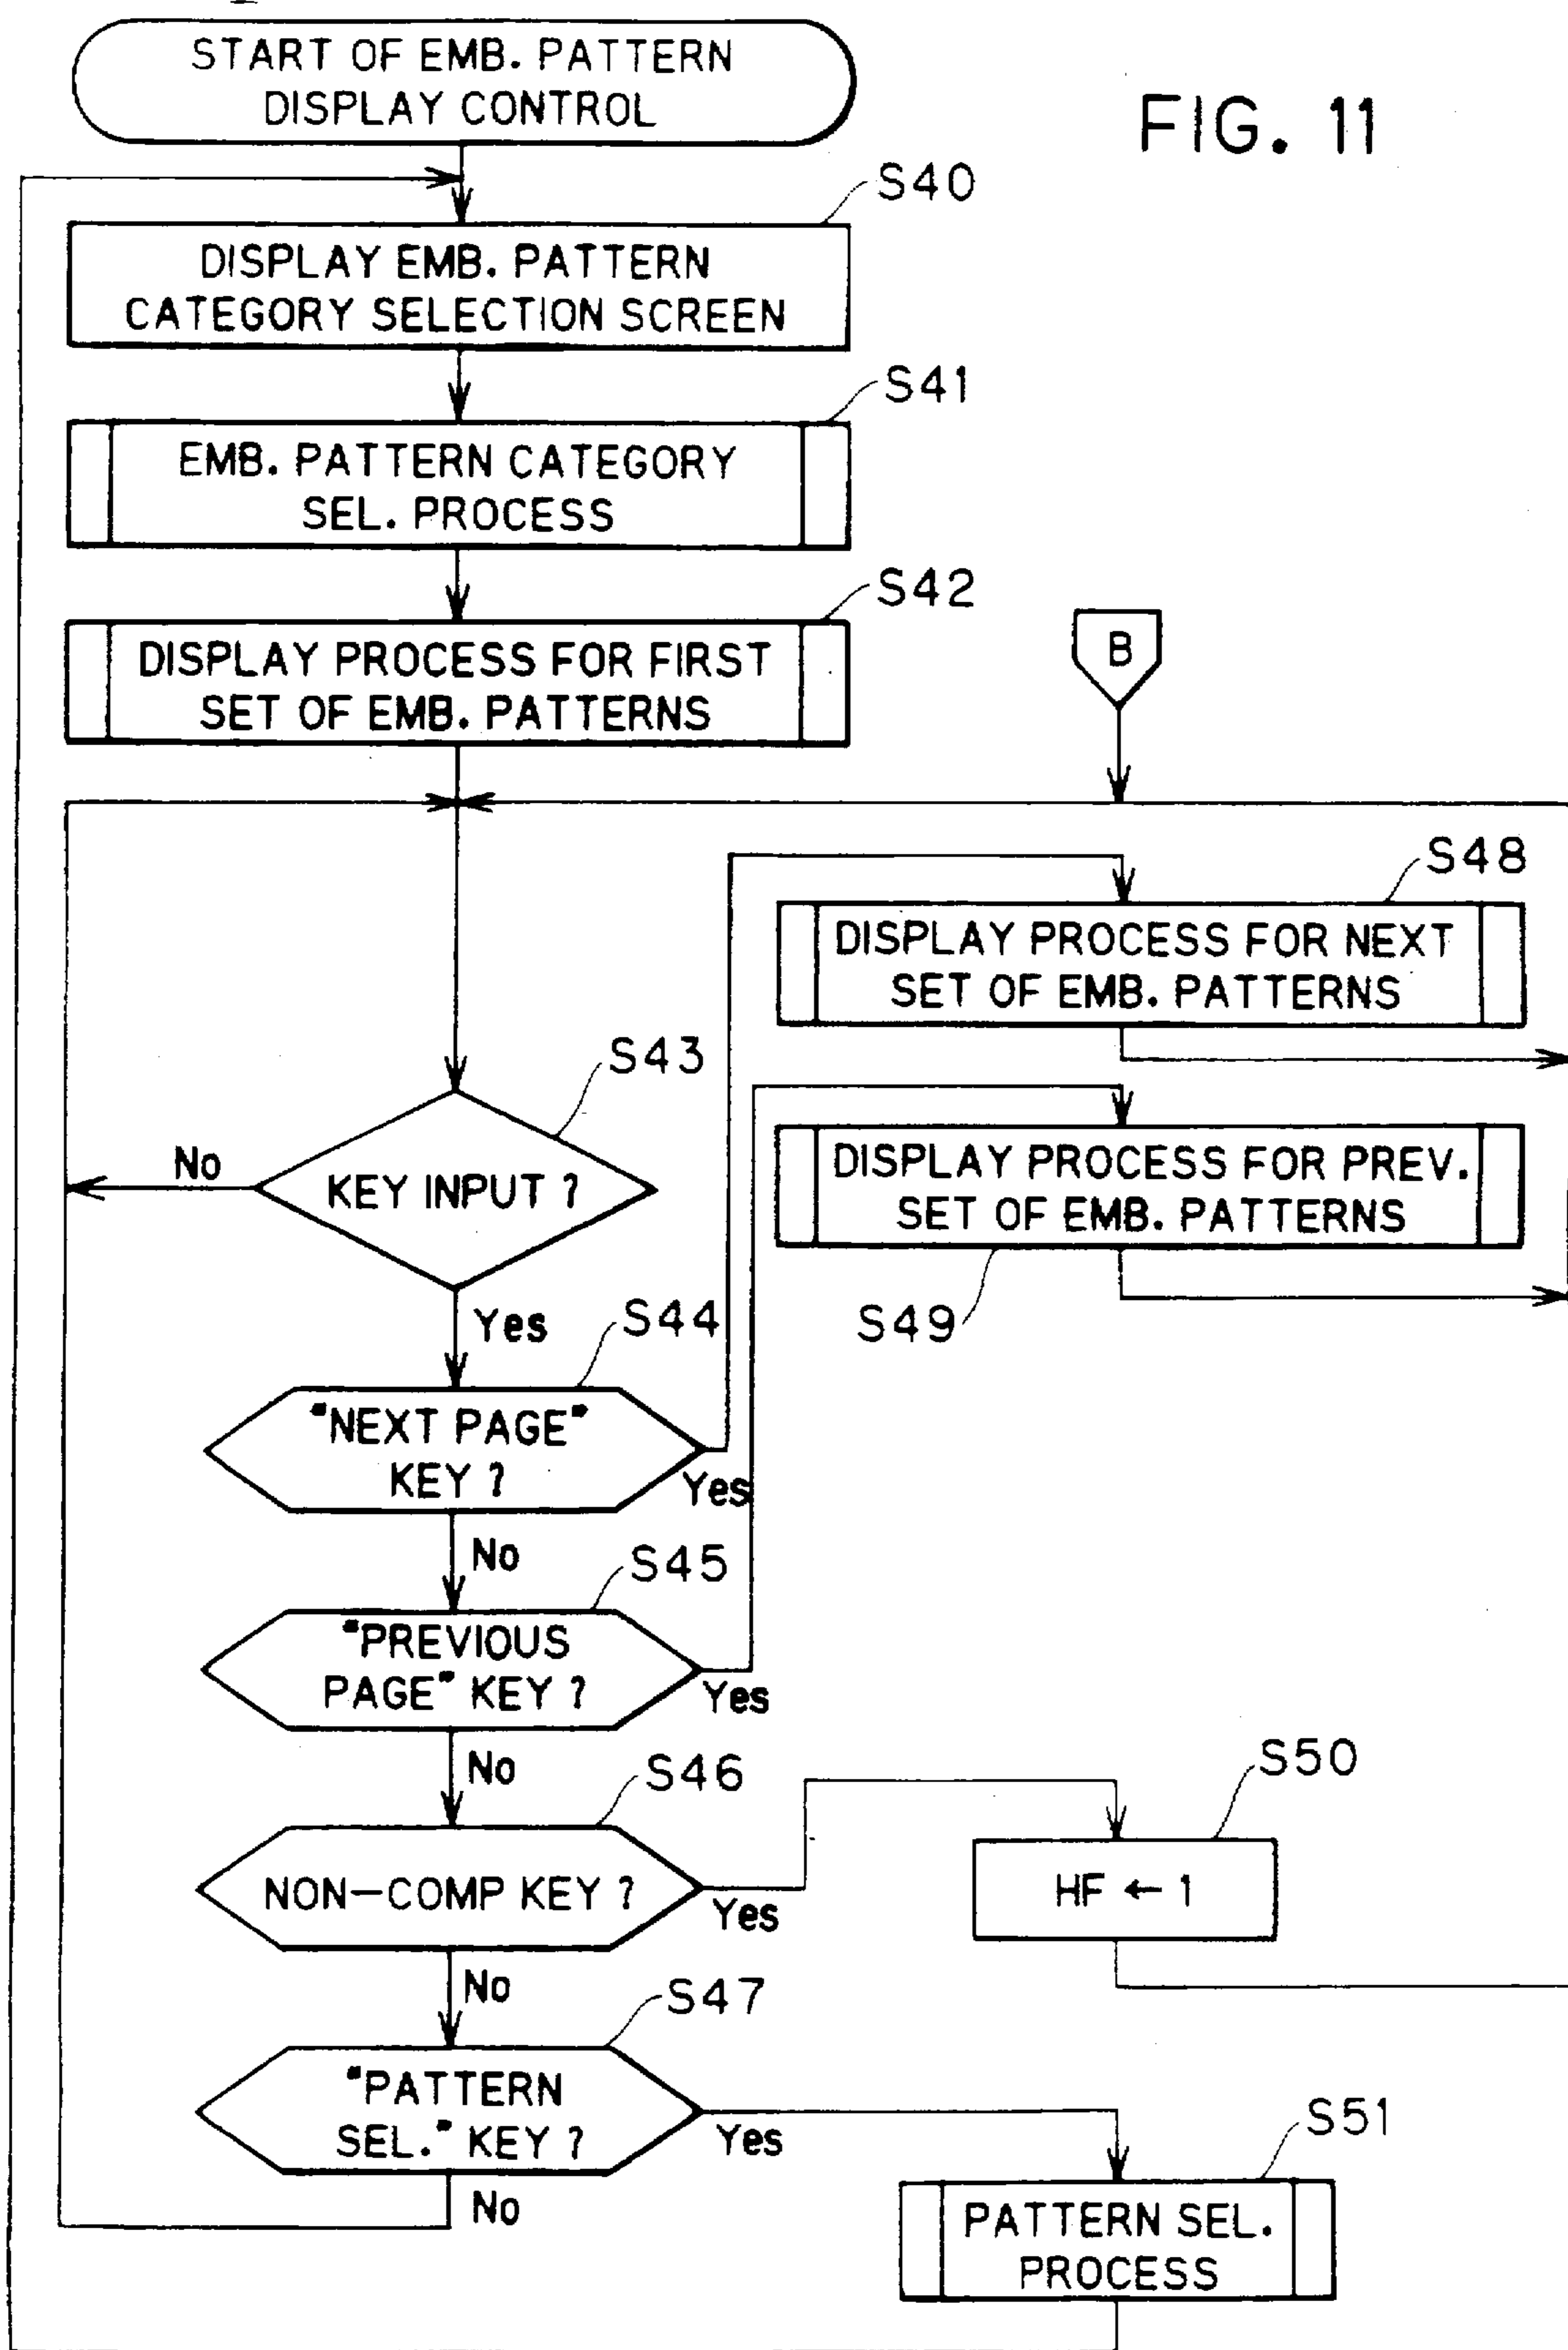 START OF EMB. PATTERN
DISPLAY CONTROL
FIG. 11
S40
DISPLAY EMB. PATTERN
CATEGORY SELECTION SCREEN
S41
EMB. PATTERN CATEGORY
SEL. PROCESS
S42
DISPLAY PROCESS FOR FIRST
SET OF EMB. PATTERNS
B
S48
DISPLAY PROCESS FOR NEXT
SET OF EMB. PATTERNS
S43
KEY INPUT ?
No
Yes
DISPLAY PROCESS FOR PREV.
SET OF EMB. PATTERNS
S49
S44
"NEXT PAGE"
KEY ?
Yes
No
S45
"PREVIOUS
PAGE" KEY ?
Yes
No
S46
NON-COMP KEY ?
Yes
S50
HF ← 1
No
S47
"PATTERN
SEL." KEY ?
Yes
No
S51
PATTERN SEL.
PROCESS